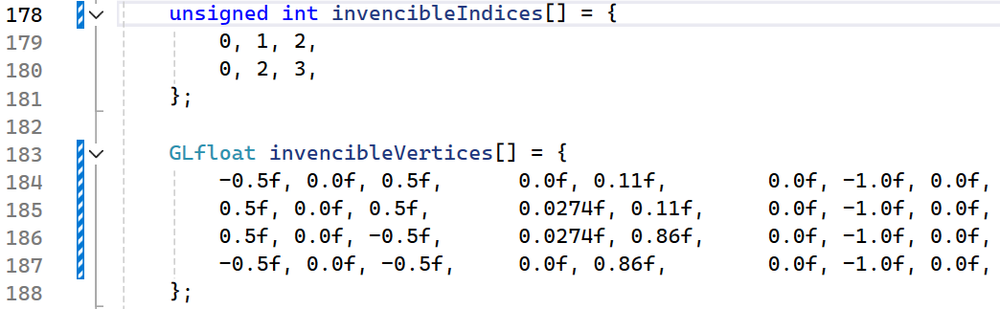 178 unsigned int invencibleIndices[] = {
179 0, 1, 2,
180 0, 2, 3,
181 };
182
183 GLfloat invencibleVertices[] = {
184 -0.5f, 0.0f, 0.5f, 0.0f, 0.11f, 0.0f, -1.0f, 0.0f,
185 0.5f, 0.0f, 0.5f, 0.0274f, 0.11f, 0.0f, -1.0f, 0.0f,
186 0.5f, 0.0f, -0.5f, 0.0274f, 0.86f, 0.0f, -1.0f, 0.0f,
187 -0.5f, 0.0f, -0.5f, 0.0f, 0.86f, 0.0f, -1.0f, 0.0f,
188 };